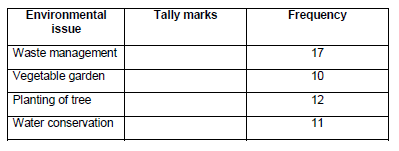 Environmental issue Tally marks Frequency
Waste management 17
Vegetable garden 10
Planting of tree 12
Water conservation 11